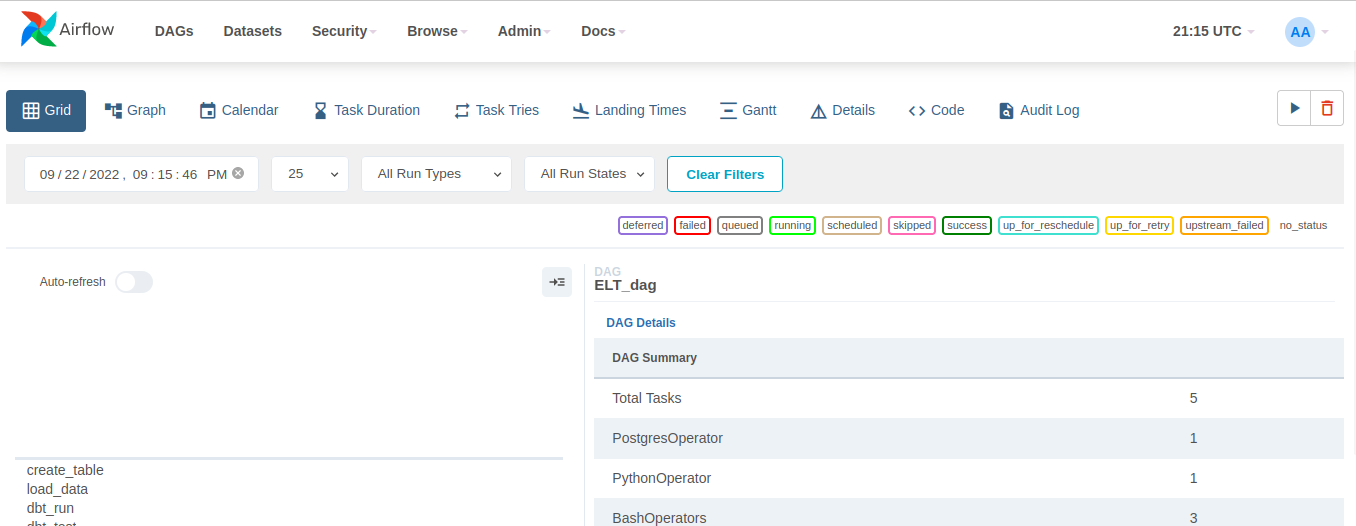 Airflow DAGs Datasets Security Browse Admin Docs 21:15 UTC AA
Grid Graph Calendar Task Duration Task Tries Landing Times Gantt Details Code Audit Log
09/22/2022, 09:15:46 PM 25 All Run Types All Run States Clear Filters
deferred failed queued running scheduled skipped success up_for_reschedule up_for_retry upstream_failed no_status
Auto-refresh
DAG
ELT_dag
DAG Details
DAG Summary
Total Tasks 5
PostgresOperator 1
PythonOperator 1
BashOperators 3
create_table
load_data
dbt_run
dbt_test